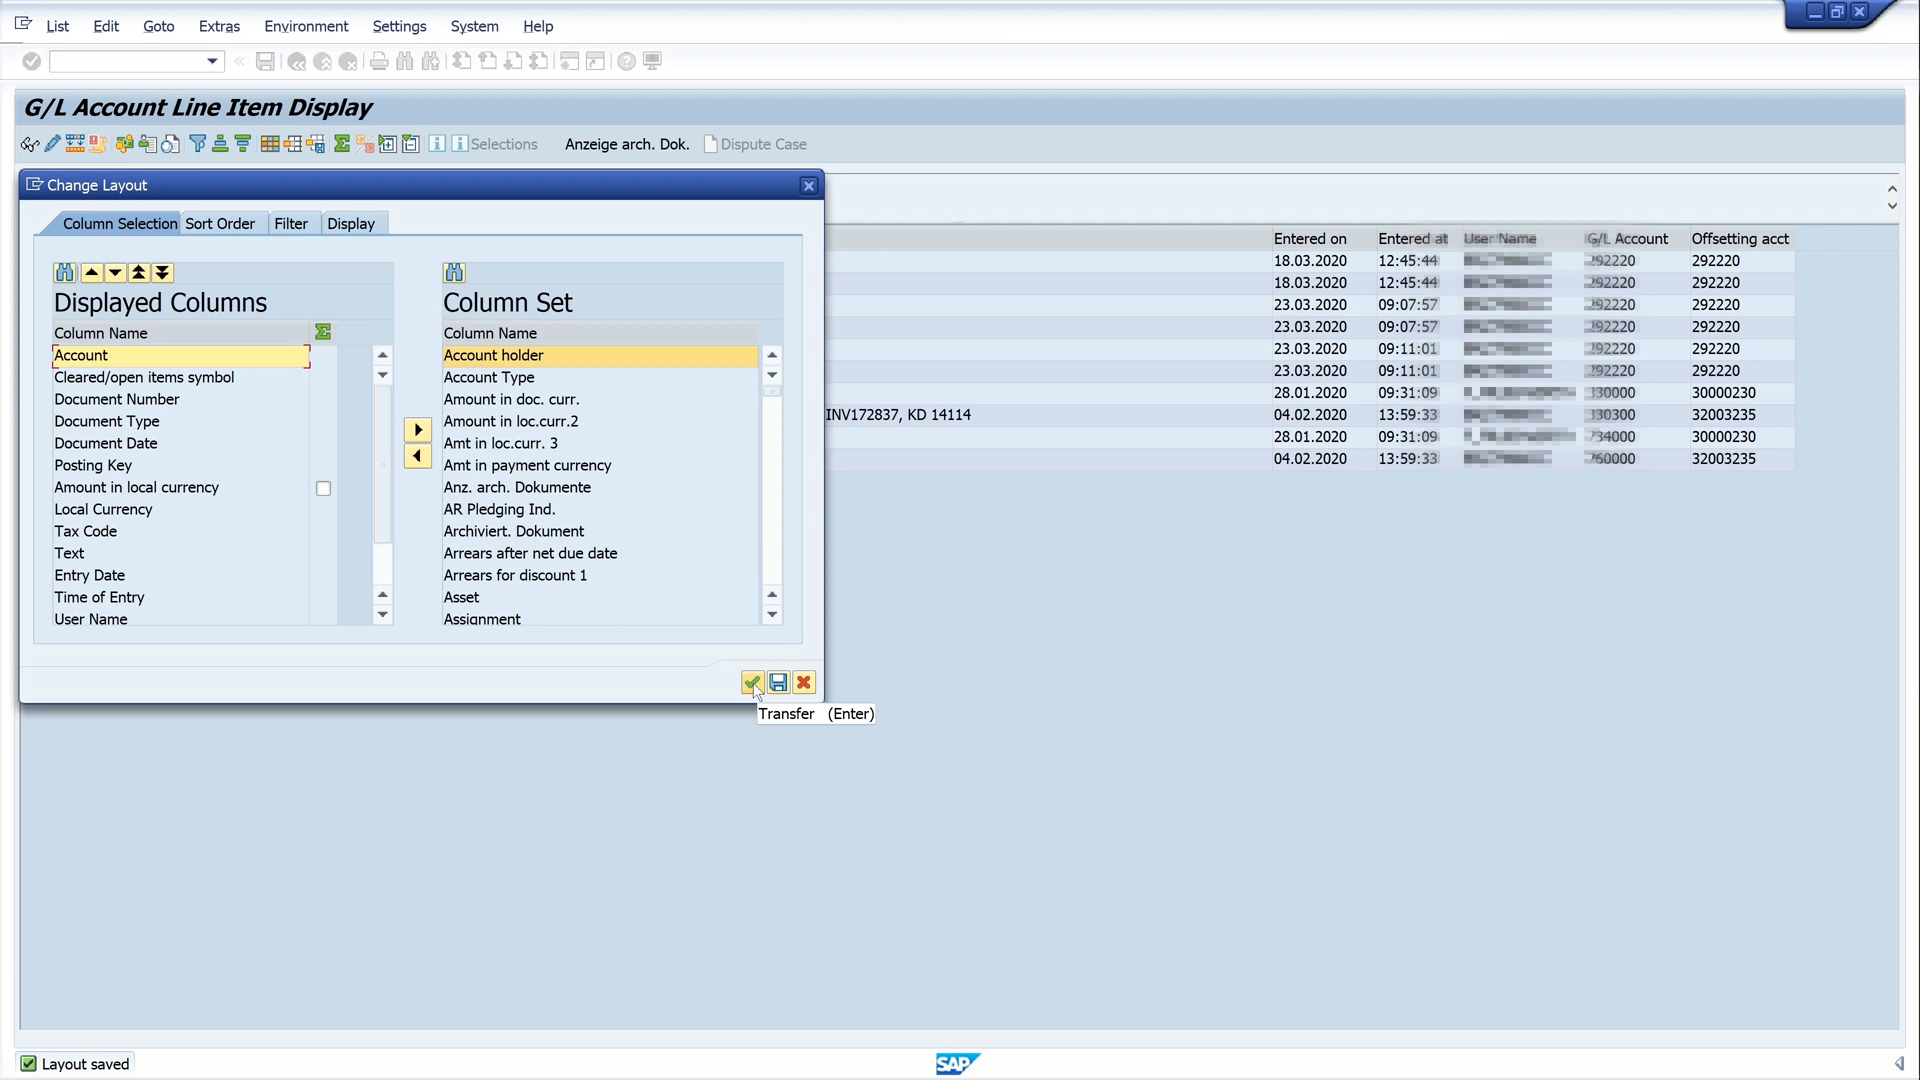 List Edit Goto Extras Environment Settings System Help
G/L Account Line Item Display
Selections Anzeige arch. Dok. Dispute Case
Change Layout
Column Selection Sort Order Filter Display
Displayed Columns
Column Name
Account
Cleared/open items symbol
Document Number
Document Type
Document Date
Posting Key
Amount in local currency
Local Currency
Tax Code
Text
Entry Date
Time of Entry
User Name
Column Set
Column Name
Account holder
Account Type
Amount in doc. curr.
Amount in loc.curr.2
Amt in loc.curr. 3
Amt in payment currency
Anz. arch. Dokumente
AR Pledging Ind.
Archiviert. Dokument
Arrears after net due date
Arrears for discount 1
Asset
Assignment
Transfer (Enter)
Entered on Entered at User Name G/L Account Offsetting acct
18.03.2020 12:45:44 292220 292220
18.03.2020 12:45:44 292220 292220
23.03.2020 09:07:57 292220 292220
23.03.2020 09:07:57 292220 292220
23.03.2020 09:11:01 292220 292220
23.03.2020 09:11:01 292220 292220
28.01.2020 09:31:09 330000 30000230
INV172837, KD 14114 04.02.2020 13:59:33 330300 32003235
28.01.2020 09:31:09 734000 30000230
04.02.2020 13:59:33 760000 32003235
Layout saved
SAP